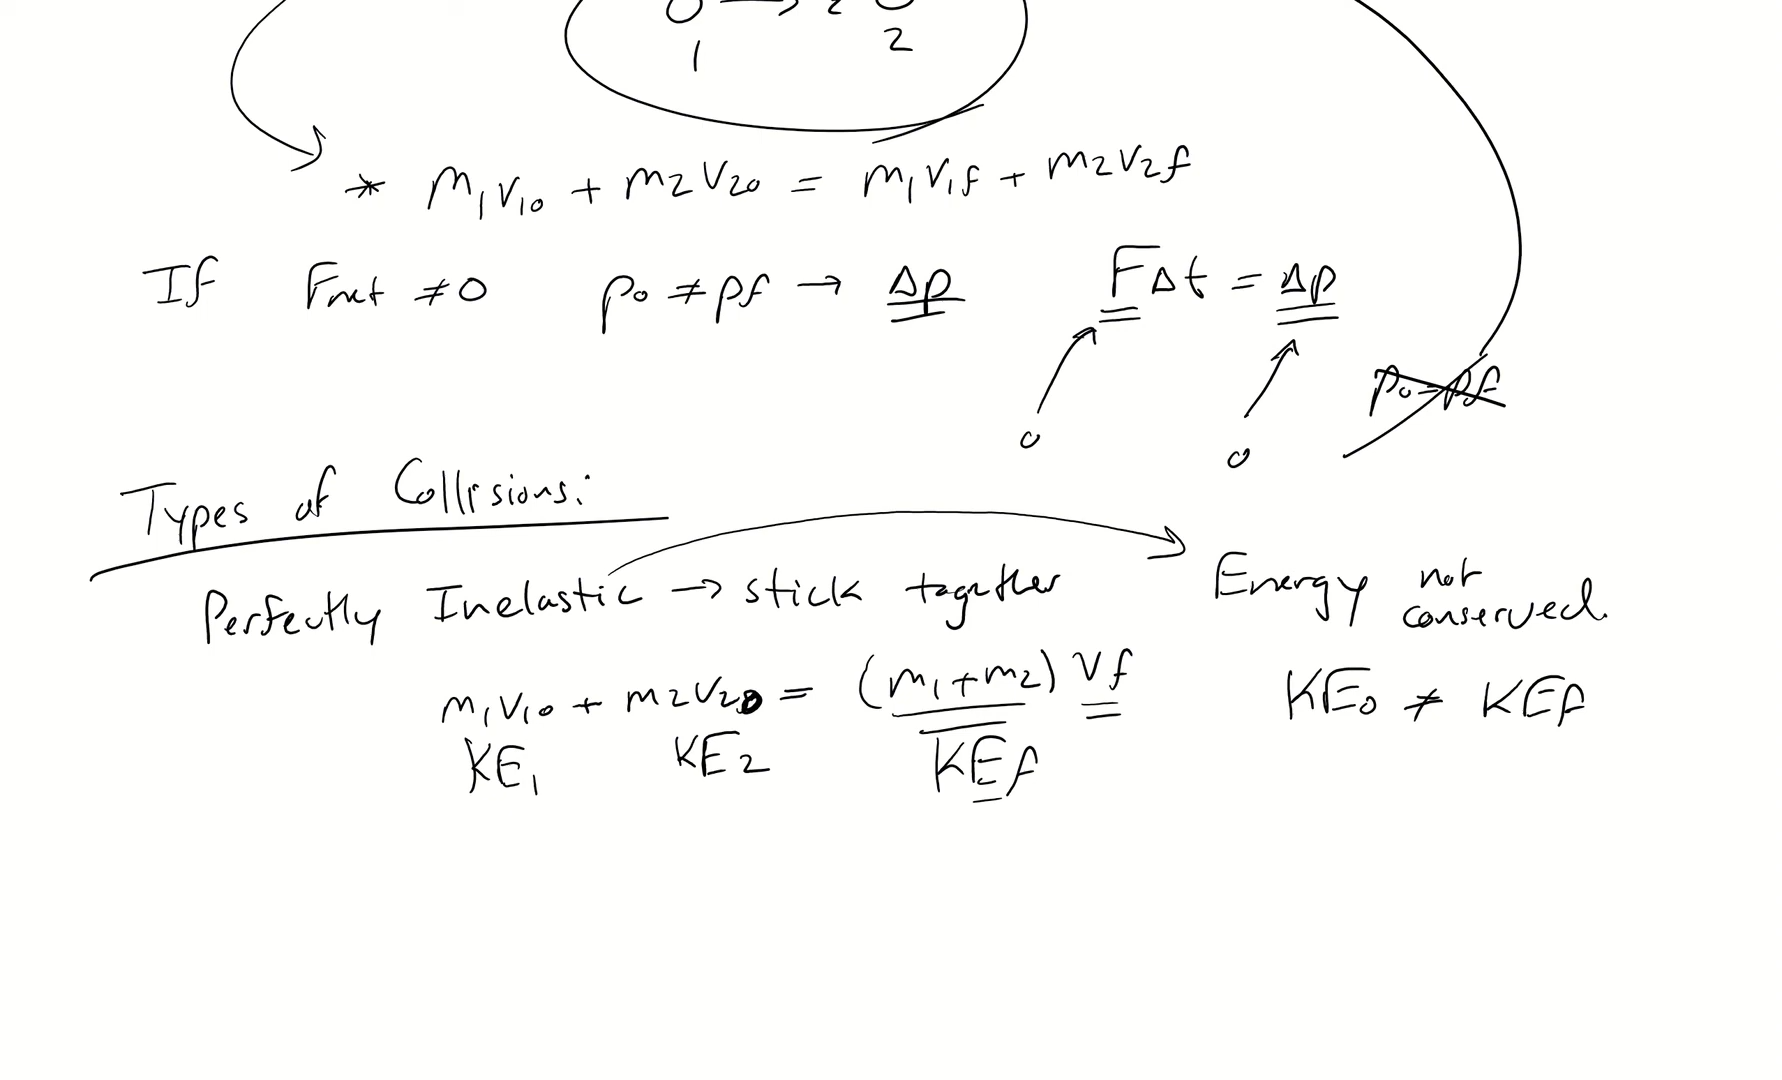 1 → 2
* m₁v₁₀ + m₂v₂₀ = m₁v₁f + m₂v₂f
If Fnet ≠ 0 p₀ ≠ pf → Δp FΔt = Δp
p₀ = pf
0 0
Types of Collisions:
Perfectly Inelastic → stick together Energy not conserved.
m₁v₁₀ + m₂v₂₀ = (m₁+m₂) vf KE₀ ≠ KEf
KE₁ KE₂ KEf